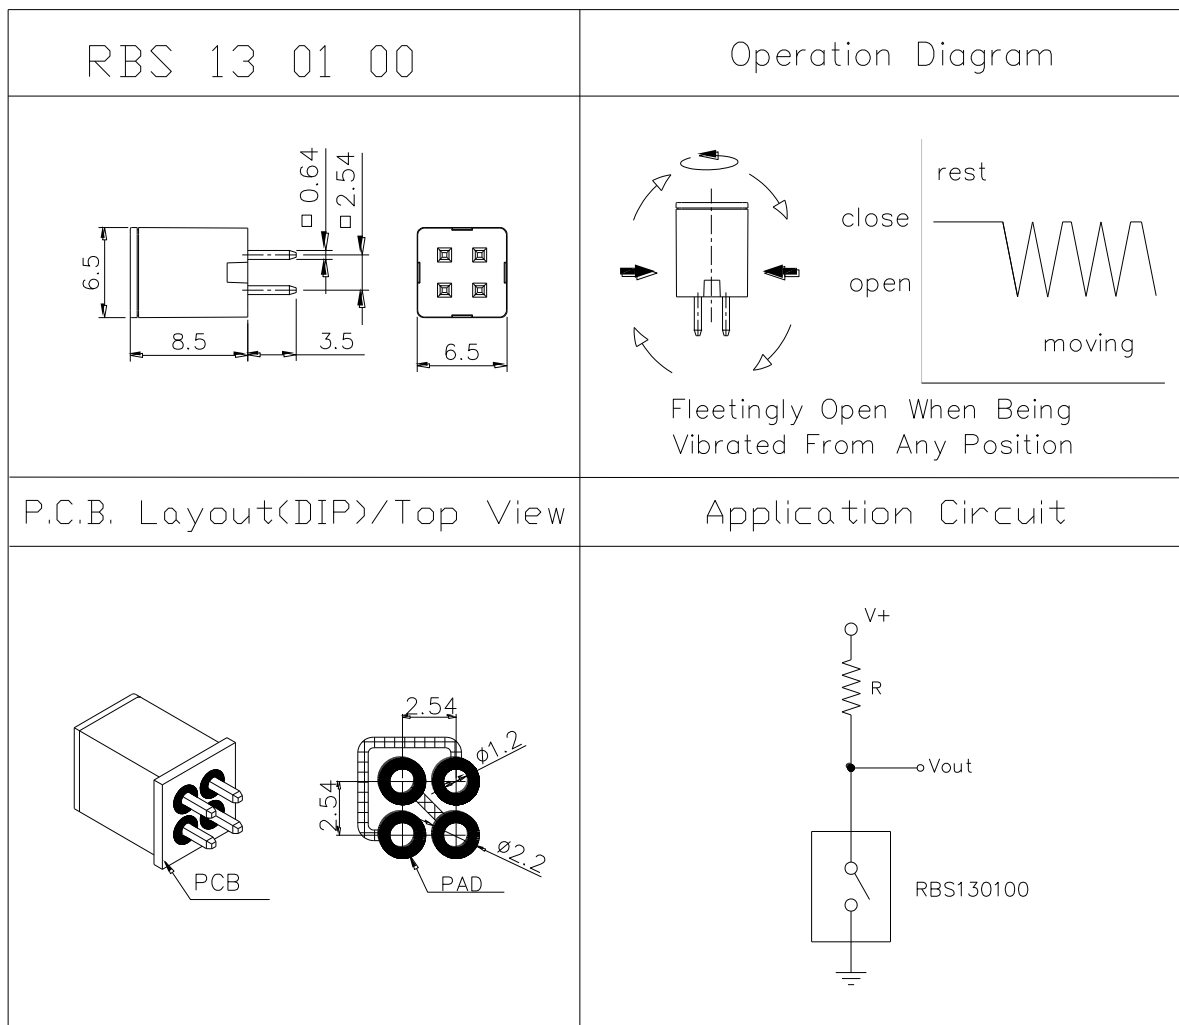 RBS 13 01 00
Operation Diagram
□ 0.64
□ 2.54
6.5
8.5
3.5
6.5
rest
close
open
moving
Fleetingly Open When Being
Vibrated From Any Position
P.C.B. Layout(DIP)/Top View
Application Circuit
2.54
ø1.2
2.54
ø2.2
PCB
PAD
V+
R
Vout
RBS130100